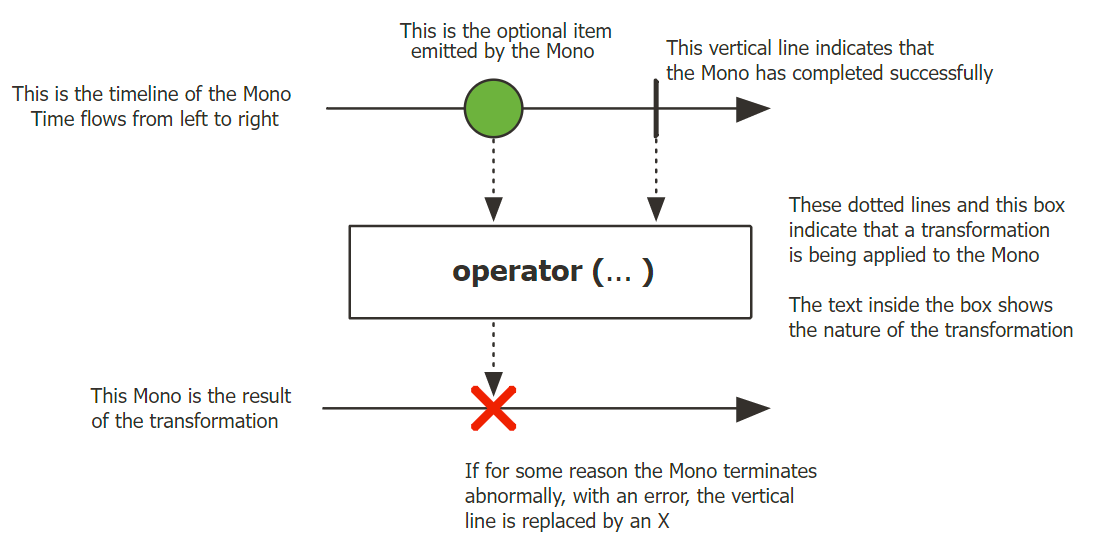 This is the optional item
emitted by the Mono
This vertical line indicates that
the Mono has completed successfully
This is the timeline of the Mono
Time flows from left to right
These dotted lines and this box
indicate that a transformation
is being applied to the Mono
operator (... )
The text inside the box shows
the nature of the transformation
This Mono is the result
of the transformation
If for some reason the Mono terminates
abnormally, with an error, the vertical
line is replaced by an X